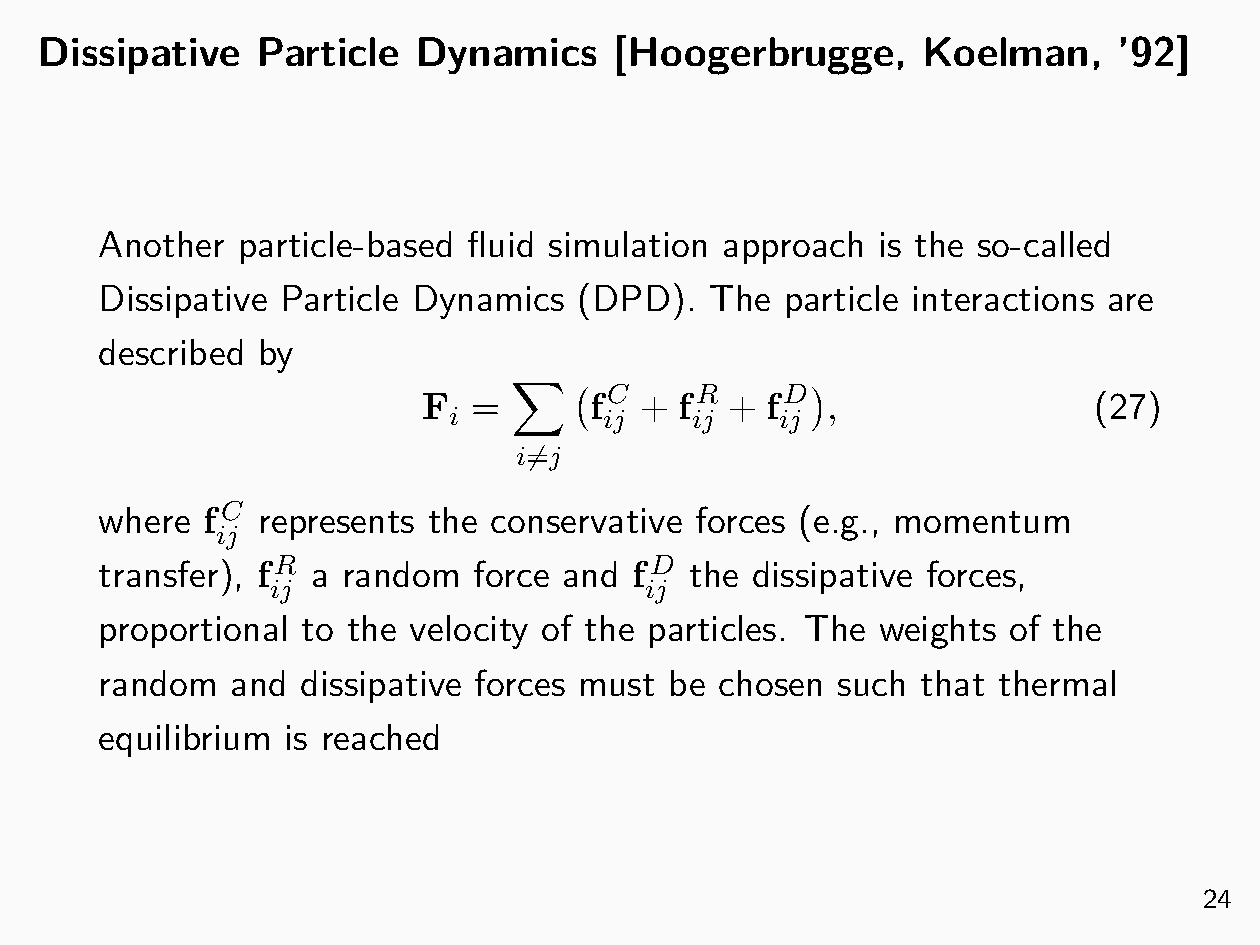 Dissipative Particle Dynamics [Hoogerbrugge, Koelman, ’92]
Another particle-based fluid simulation approach is the so-called
Dissipative Particle Dynamics (DPD). The particle interactions are
described by
$$\mathbf{F}_i = \sum_{i \neq j} \left( \mathbf{f}_{ij}^C + \mathbf{f}_{ij}^R + \mathbf{f}_{ij}^D \right), \quad (27)$$
where $\mathbf{f}_{ij}^C$ represents the conservative forces (e.g., momentum
transfer), $\mathbf{f}_{ij}^R$ a random force and $\mathbf{f}_{ij}^D$ the dissipative forces,
proportional to the velocity of the particles. The weights of the
random and dissipative forces must be chosen such that thermal
equilibrium is reached
24